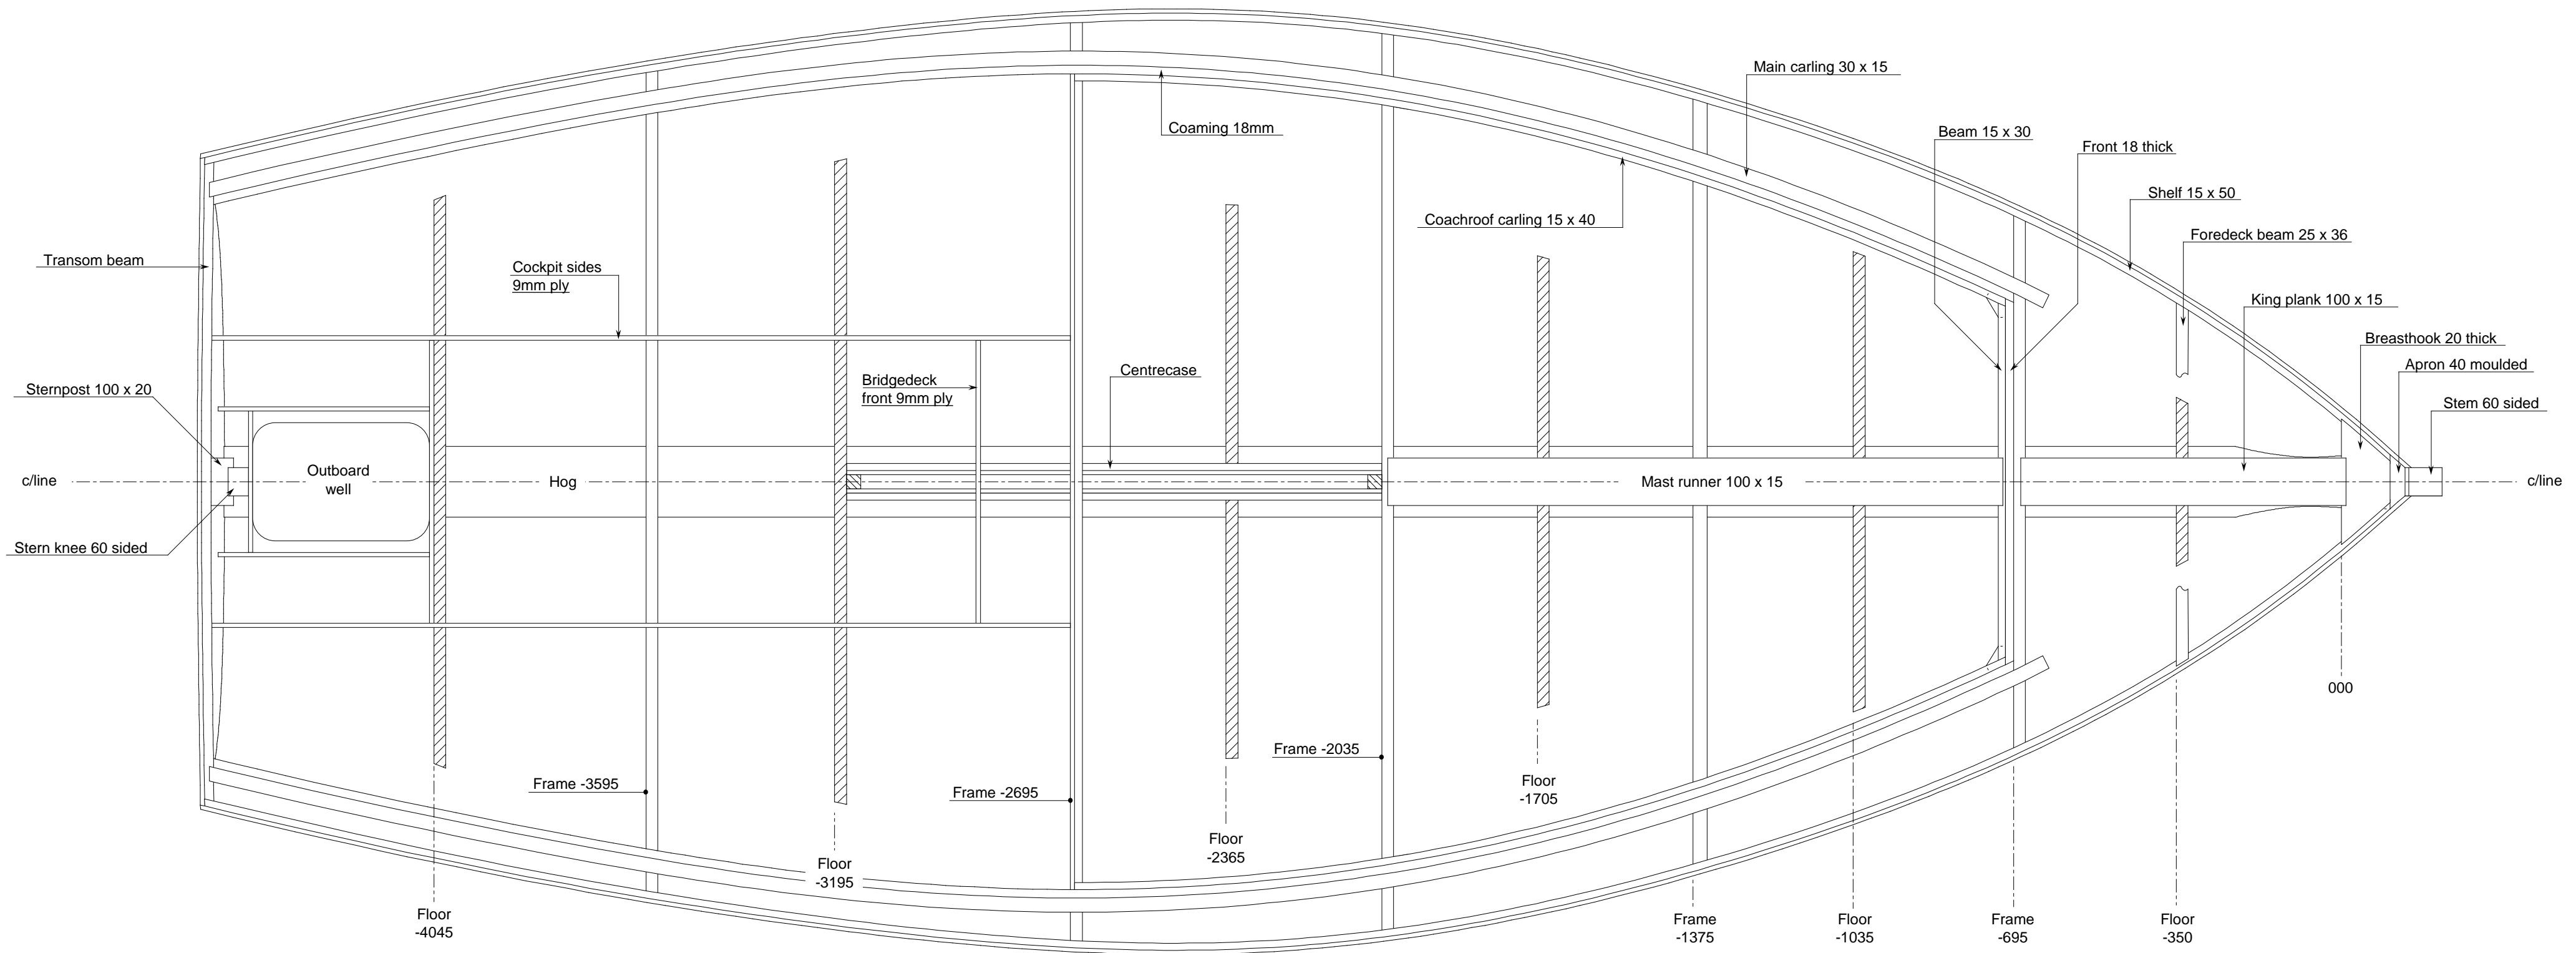 Main carling 30 x 15
Coaming 18mm
Beam 15 x 30
Front 18 thick
Shelf 15 x 50
Coachroof carling 15 x 40
Foredeck beam 25 x 36
Transom beam
Cockpit sides
9mm ply
King plank 100 x 15
Breasthook 20 thick
Apron 40 moulded
Centrecase
Bridgedeck
front 9mm ply
Sternpost 100 x 20
Stem 60 sided
c/line
Outboard
well
Hog
Mast runner 100 x 15
c/line
Stern knee 60 sided
000
Frame -2035
Frame -3595
Frame -2695
Floor
-1705
Floor
-2365
Floor
-3195
Floor
-4045
Frame
-1375
Floor
-1035
Frame
-695
Floor
-350